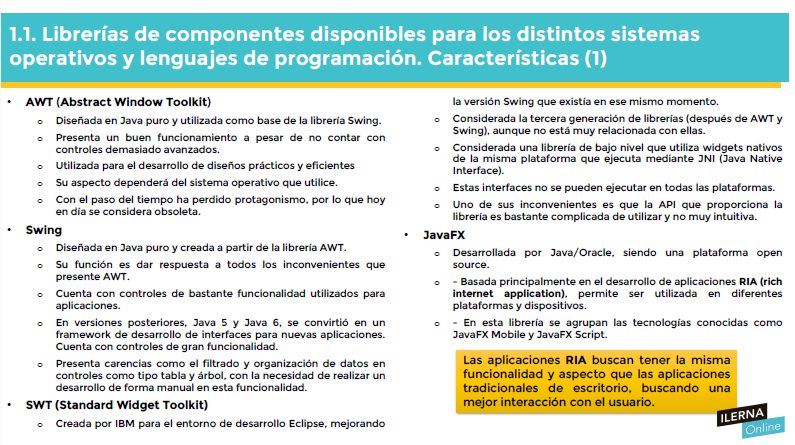 1.1. Librerías de componentes disponibles para los distintos sistemas
operativos y lenguajes de programación. Características (1)
• AWT (Abstract Window Toolkit)
o Diseñada en Java puro y utilizada como base de la librería Swing.
o Presenta un buen funcionamiento a pesar de no contar con
controles demasiado avanzados.
o Utilizada para el desarrollo de diseños prácticos y eficientes
o Su aspecto dependerá del sistema operativo que utilice.
o Con el paso del tiempo ha perdido protagonismo, por lo que hoy
en día se considera obsoleta.
• Swing
o Diseñada en Java puro y creada a partir de la librería AWT.
o Su función es dar respuesta a todos los inconvenientes que
presente AWT.
o Cuenta con controles de bastante funcionalidad utilizados para
aplicaciones.
o En versiones posteriores, Java 5 y Java 6, se convirtió en un
framework de desarrollo de interfaces para nuevas aplicaciones.
Cuenta con controles de gran funcionalidad.
o Presenta carencias como el filtrado y organización de datos en
controles como tipo tabla y árbol, con la necesidad de realizar un
desarrollo de forma manual en esta funcionalidad.
• SWT (Standard Widget Toolkit)
o Creada por IBM para el entorno de desarrollo Eclipse, mejorando
la versión Swing que existía en ese mismo momento.
o Considerada la tercera generación de librerías (después de AWT y
Swing), aunque no está muy relacionada con ellas.
o Considerada una librería de bajo nivel que utiliza widgets nativos
de la misma plataforma que ejecuta mediante JNI (Java Native
Interface).
o Estas interfaces no se pueden ejecutar en todas las plataformas.
o Uno de sus inconvenientes es que la API que proporciona la
librería es bastante complicada de utilizar y no muy intuitiva.
• JavaFX
o Desarrollada por Java/Oracle, siendo una plataforma open
source.
o – Basada principalmente en el desarrollo de aplicaciones RIA (rich
internet application), permite ser utilizada en diferentes
plataformas y dispositivos.
o – En esta librería se agrupan las tecnologías conocidas como
JavaFX Mobile y JavaFX Script.
Las aplicaciones RIA buscan tener la misma
funcionalidad y aspecto que las aplicaciones
tradicionales de escritorio, buscando una
mejor interacción con el usuario.
ILERNA
Online